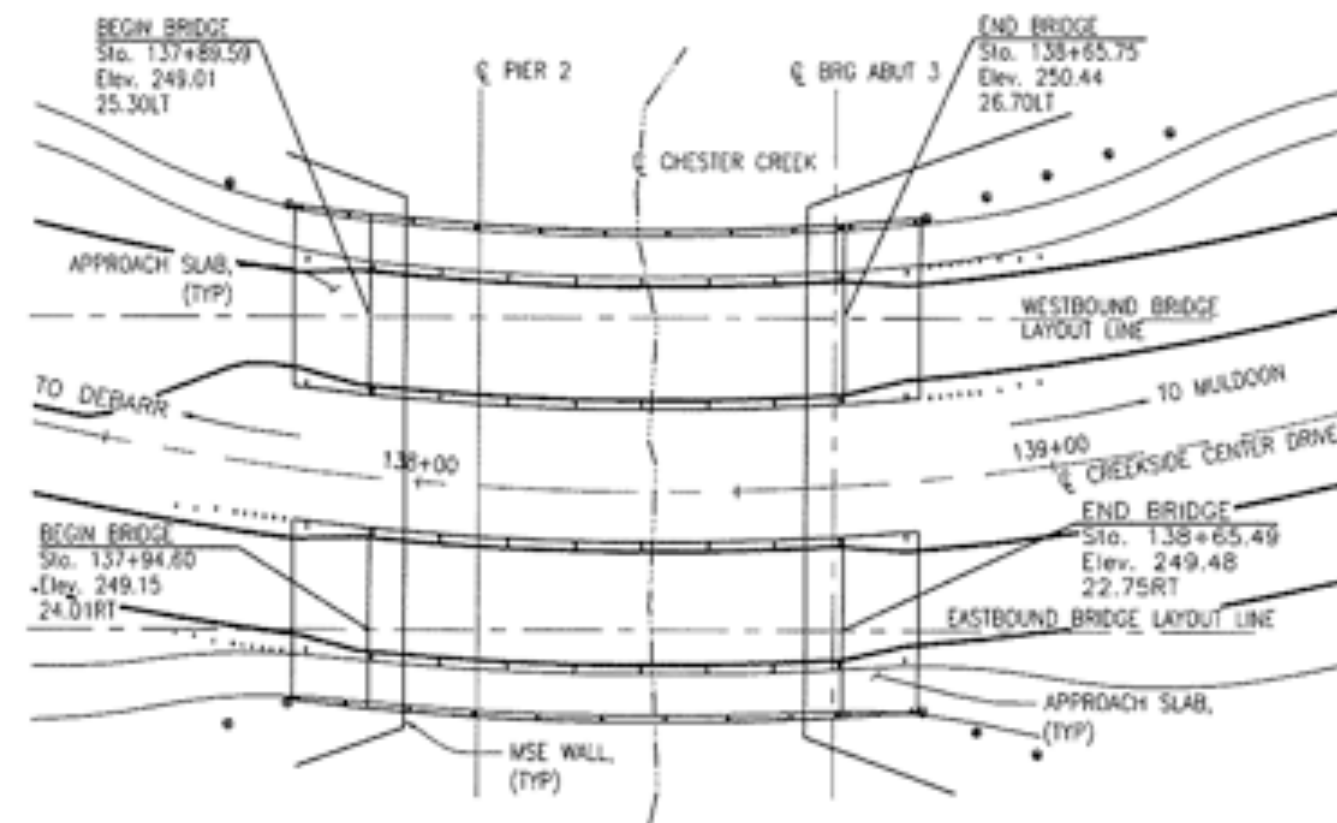 BEGIN BRIDGE
Sta. 137+89.59
Elev. 249.01
25.30LT
℄ PIER 2
℄ BRG ABUT 3
END BRIDGE
Sta. 138+65.75
Elev. 250.44
26.70LT
℄ CHESTER CREEK
APPROACH SLAB,
(TYP)
WESTBOUND BRIDGE
LAYOUT LINE
TO DEBARR
TO MULDOON
138+00
139+00
℄ CREEKSIDE CENTER DRIVE
BEGIN BRIDGE
Sta. 137+94.60
Elev. 249.15
24.01RT
END BRIDGE
Sta. 138+65.49
Elev. 249.48
22.75RT
EASTBOUND BRIDGE LAYOUT LINE
APPROACH SLAB,
(TYP)
MSE WALL,
(TYP)